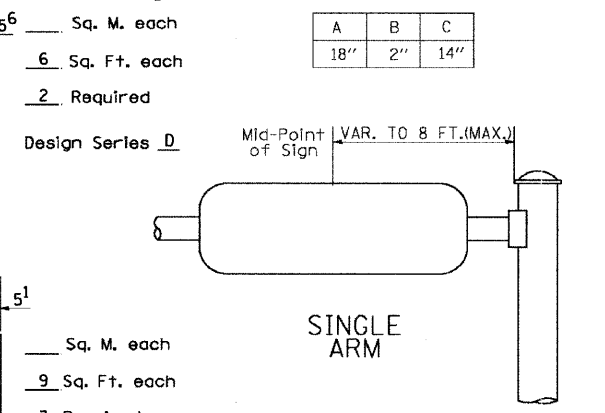 5⁶ ___ Sq. M. each
6 Sq. Ft. each
2 Required
Design Series D
A B C
18" 2" 14"
Mid-Point of Sign
VAR. TO 8 FT.(MAX.)
SINGLE
ARM
5¹
___ Sq. M. each
9 Sq. Ft. each